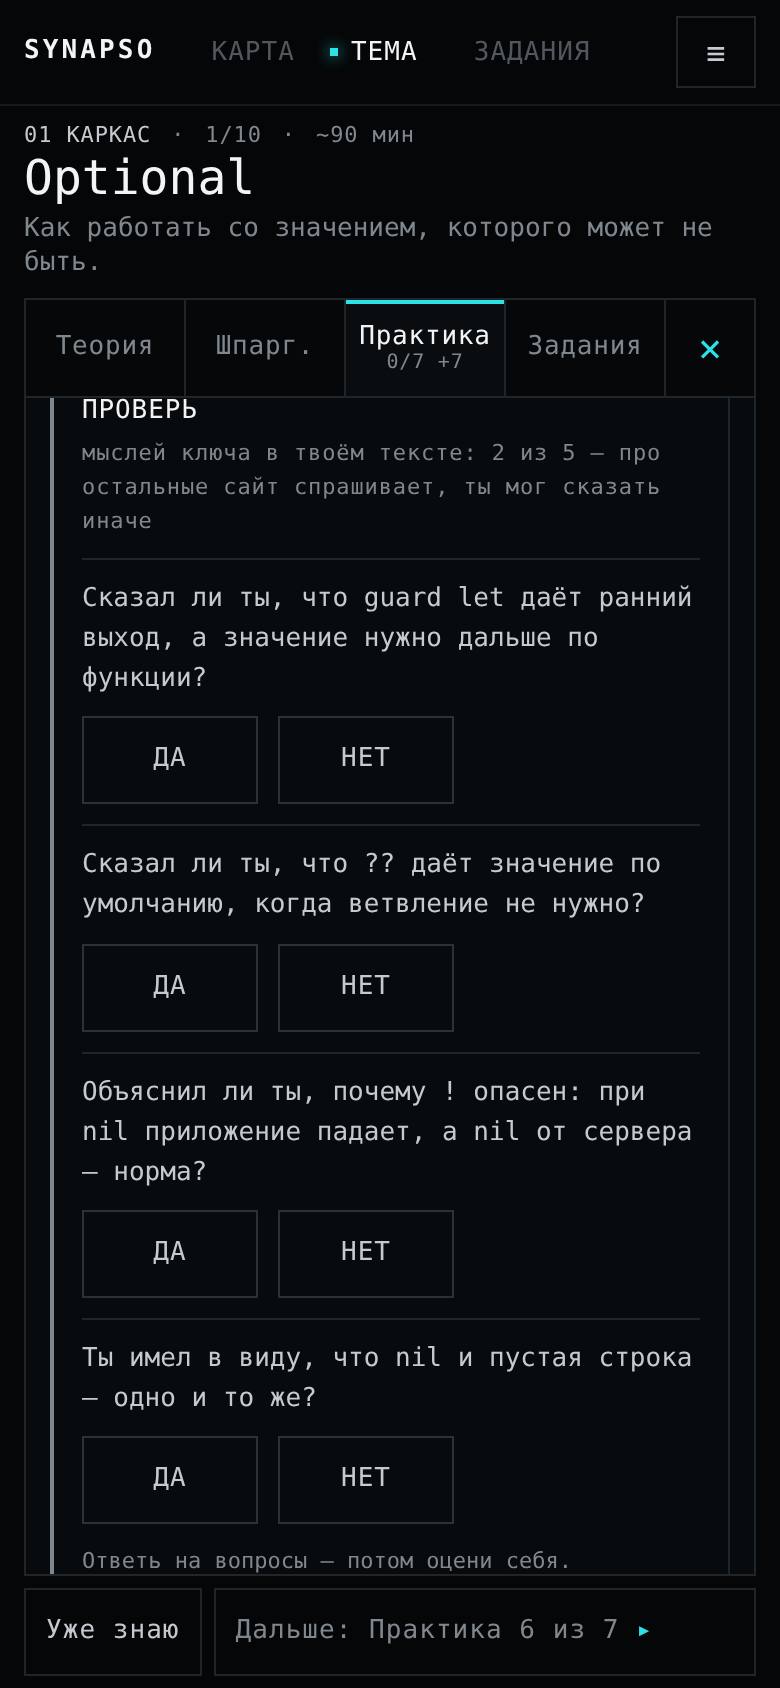 SYNAPSO КАРТА ТЕМА ЗАДАНИЯ ≡
01 КАРКАС · 1/10 · ~90 мин
Optional
Как работать со значением, которого может не
быть.
Теория Шпарг. Практика Задания ×
0/7 +7
ПРОВЕРЬ
мыслей ключа в твоём тексте: 2 из 5 — про
остальные сайт спрашивает, ты мог сказать
иначе
Сказал ли ты, что guard let даёт ранний
выход, а значение нужно дальше по
функции?
ДА НЕТ
Сказал ли ты, что ?? даёт значение по
умолчанию, когда ветвление не нужно?
ДА НЕТ
Объяснил ли ты, почему ! опасен: при
nil приложение падает, а nil от сервера
— норма?
ДА НЕТ
Ты имел в виду, что nil и пустая строка
— одно и то же?
ДА НЕТ
Ответь на вопросы — потом оцени себя.
Уже знаю Дальше: Практика 6 из 7 ▸